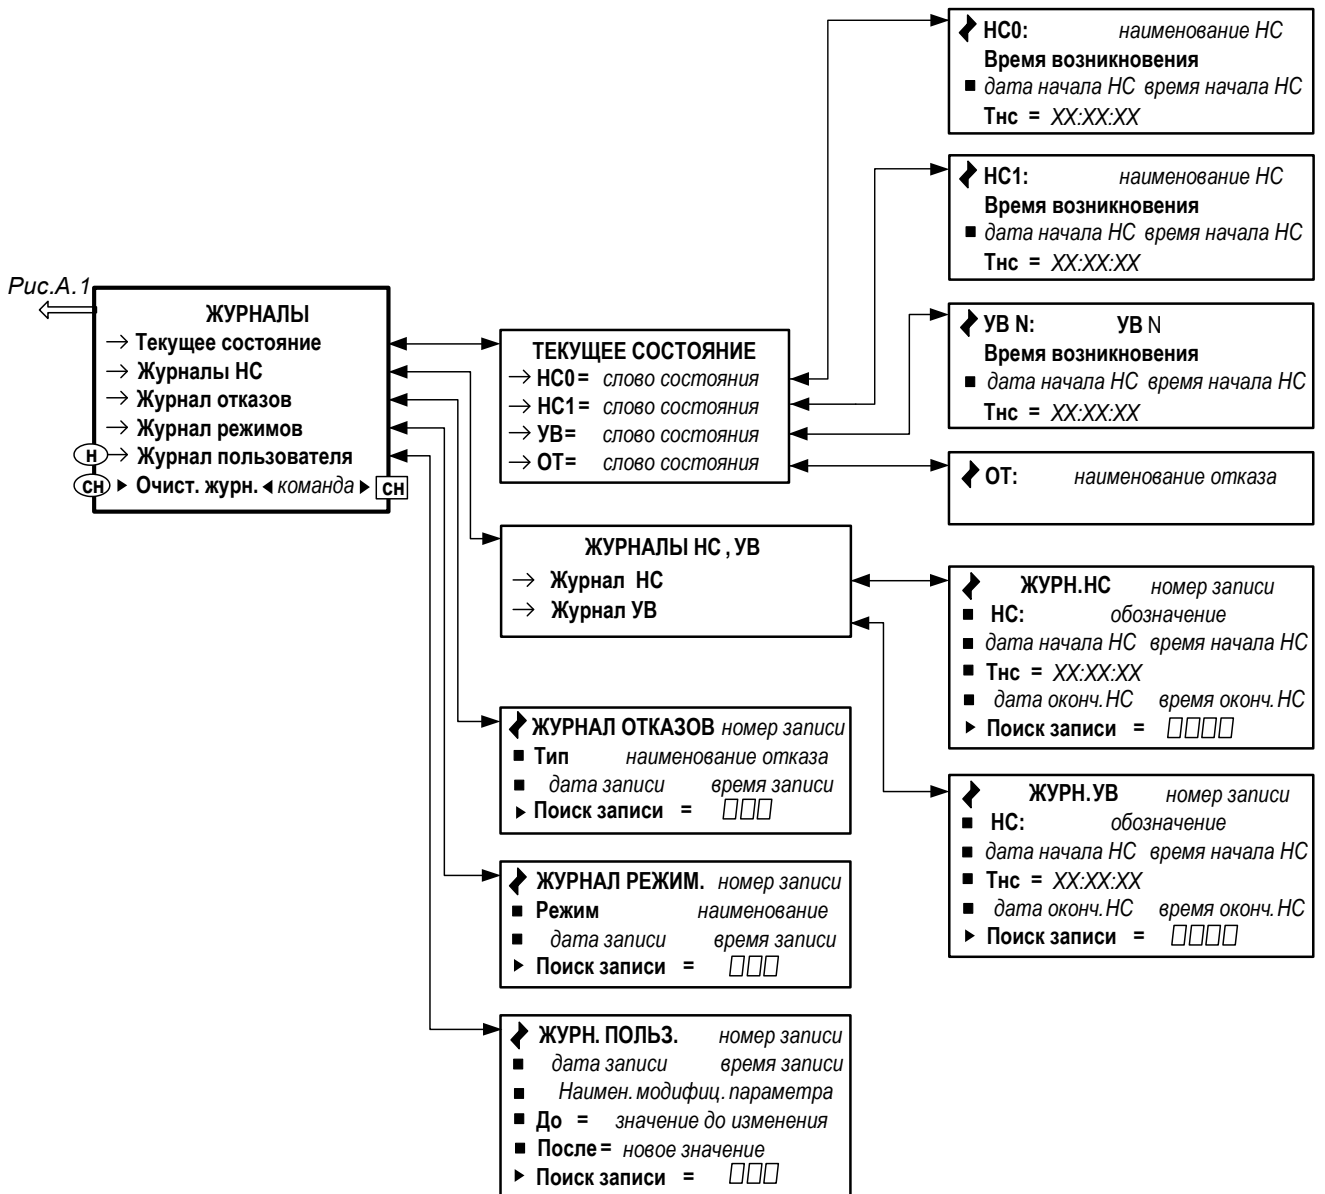 Рис.А.1
ЖУРНАЛЫ
Текущее состояние
Журналы НС
Журнал отказов
Журнал режимов
Н Журнал пользователя
СН Очист. журн. команда СН
ТЕКУЩЕЕ СОСТОЯНИЕ
НС0= слово состояния
НС1= слово состояния
УВ= слово состояния
ОТ= слово состояния
НС0: наименование НС
Время возникновения
дата начала НС время начала НС
Тнс = XX:XX:XX
НС1: наименование НС
Время возникновения
дата начала НС время начала НС
Тнс = XX:XX:XX
УВ N: УВ N
Время возникновения
дата начала НС время начала НС
Тнс = XX:XX:XX
ОТ: наименование отказа
ЖУРНАЛЫ НС , УВ
Журнал НС
Журнал УВ
ЖУРН.НС номер записи
НС: обозначение
дата начала НС время начала НС
Тнс = XX:XX:XX
дата оконч.НС время оконч.НС
Поиск записи =
ЖУРН.УВ номер записи
НС: обозначение
дата начала НС время начала НС
Тнс = XX:XX:XX
дата оконч.НС время оконч.НС
Поиск записи =
ЖУРНАЛ ОТКАЗОВ номер записи
Тип наименование отказа
дата записи время записи
Поиск записи =
ЖУРНАЛ РЕЖИМ. номер записи
Режим наименование
дата записи время записи
Поиск записи =
ЖУРН. ПОЛЬЗ. номер записи
дата записи время записи
Наимен. модифиц. параметра
До = значение до изменения
После= новое значение
Поиск записи =